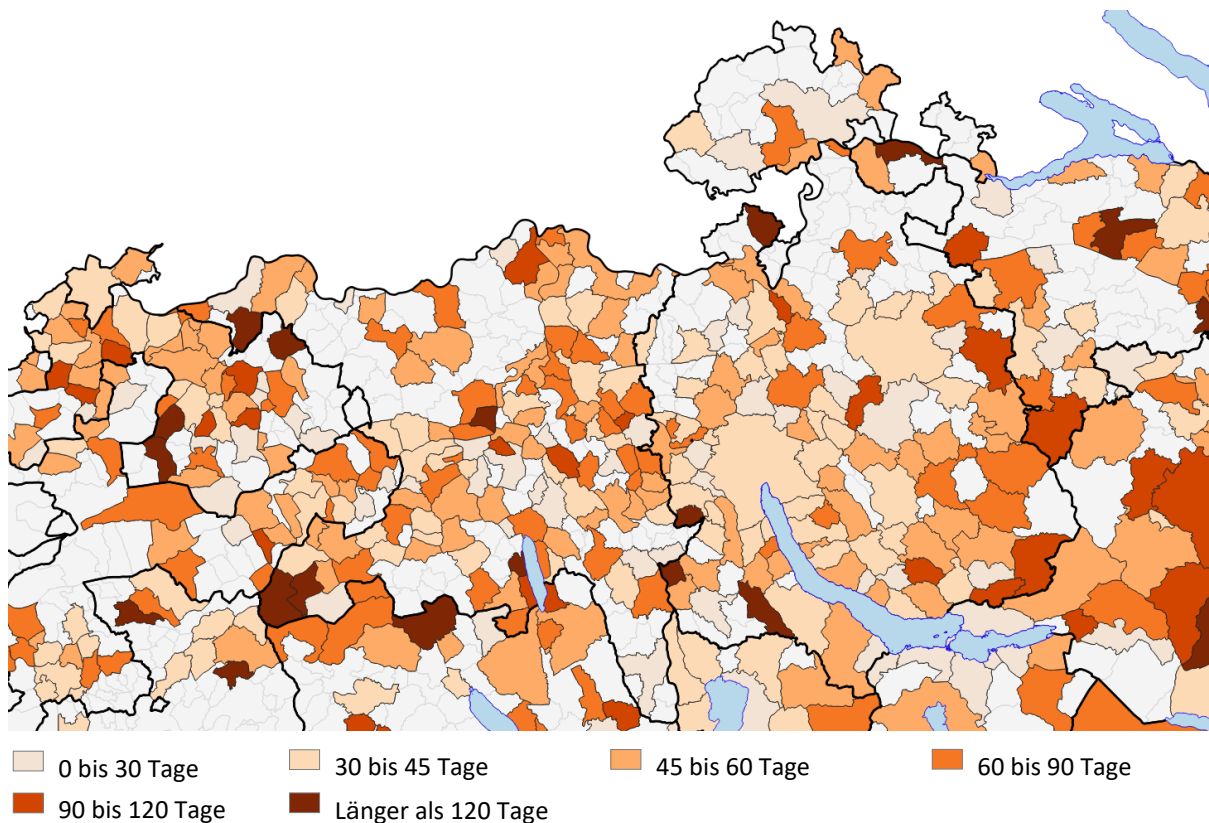 0 bis 30 Tage
30 bis 45 Tage
45 bis 60 Tage
60 bis 90 Tage
90 bis 120 Tage
Länger als 120 Tage